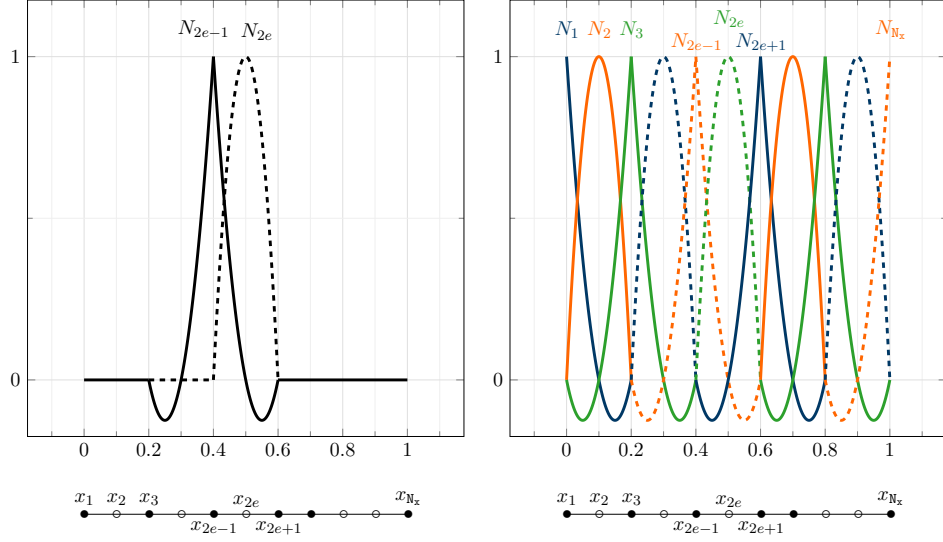 N_{2e-1} N_{2e}
1
0
0 0.2 0.4 0.6 0.8 1
x_1 x_2 x_3 x_{2e} x_{N_x}
x_{2e-1} x_{2e+1}
N_1 N_2 N_3 N_{2e-1} N_{2e} N_{2e+1} N_{N_x}
1
0
0 0.2 0.4 0.6 0.8 1
x_1 x_2 x_3 x_{2e} x_{N_x}
x_{2e-1} x_{2e+1}